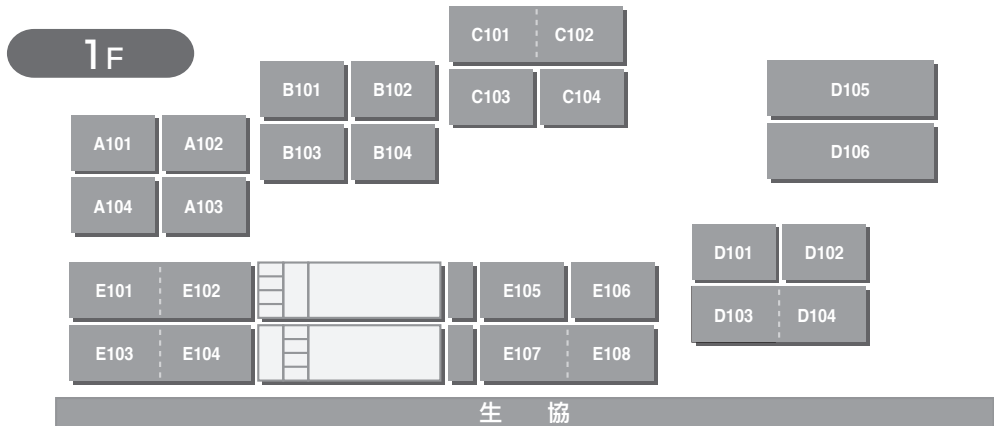 1F
C101 C102
C103 C104
B101 B102
B103 B104
A101 A102
A104 A103
D105
D106
D101 D102
D103 D104
E101 E102
E103 E104
E105 E106
E107 E108
生 協